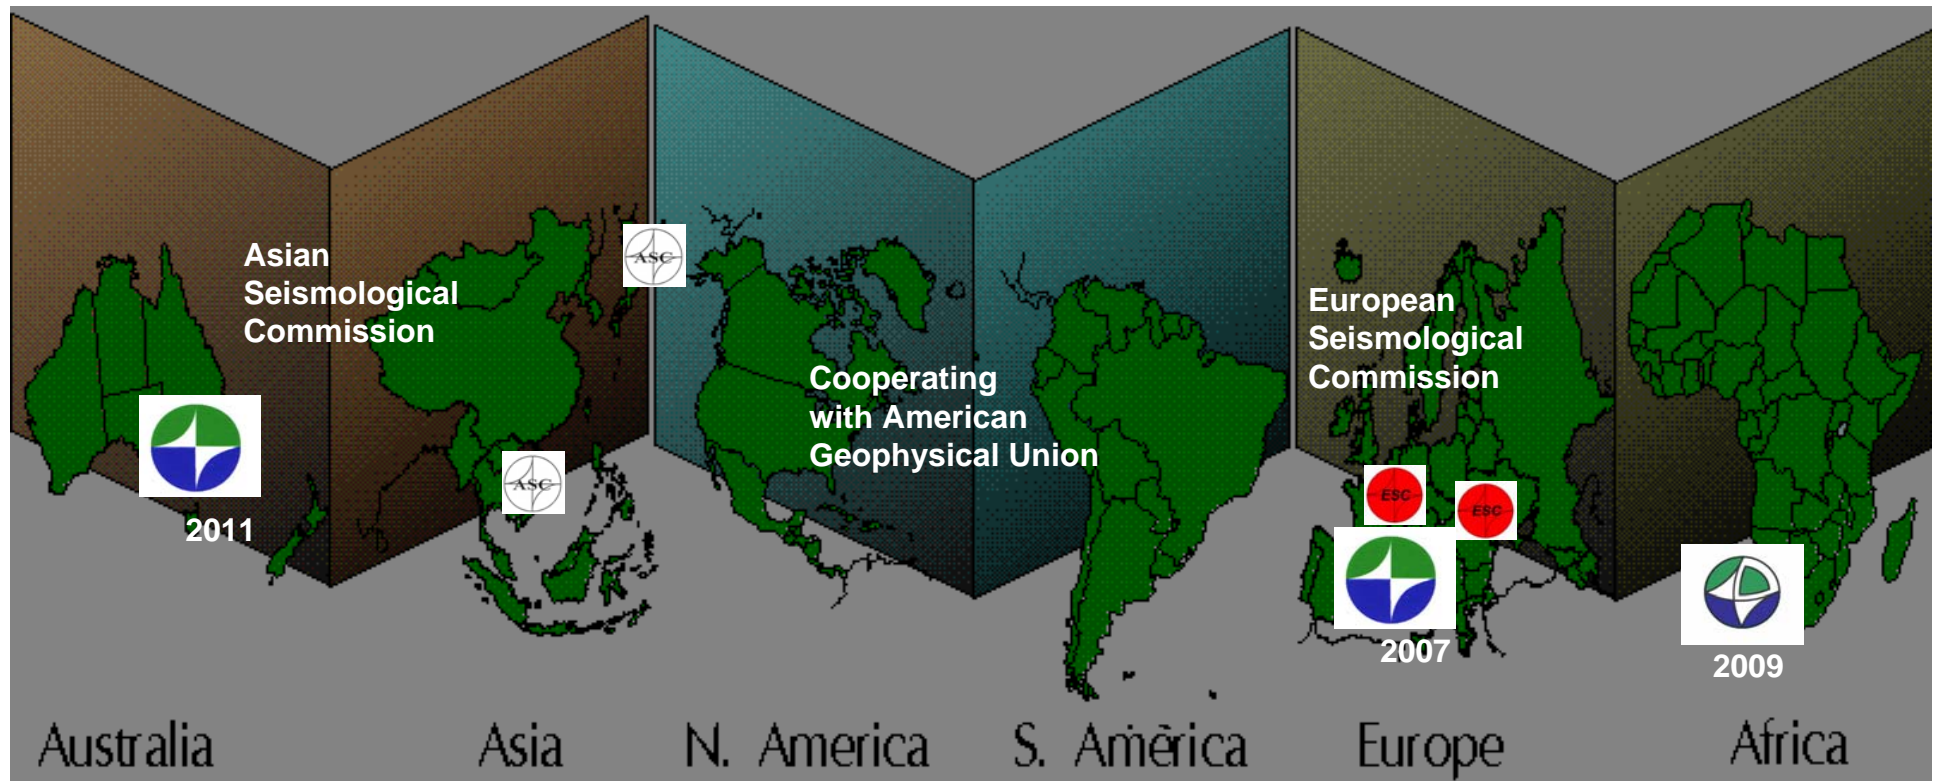 Asian
Seismological
Commission
ASC
ASC
2011
Cooperating
with American
Geophysical Union
European
Seismological
Commission
ESC
ESC
2007
2009
Australia
Asia
N. America
S. América
Europe
Africa